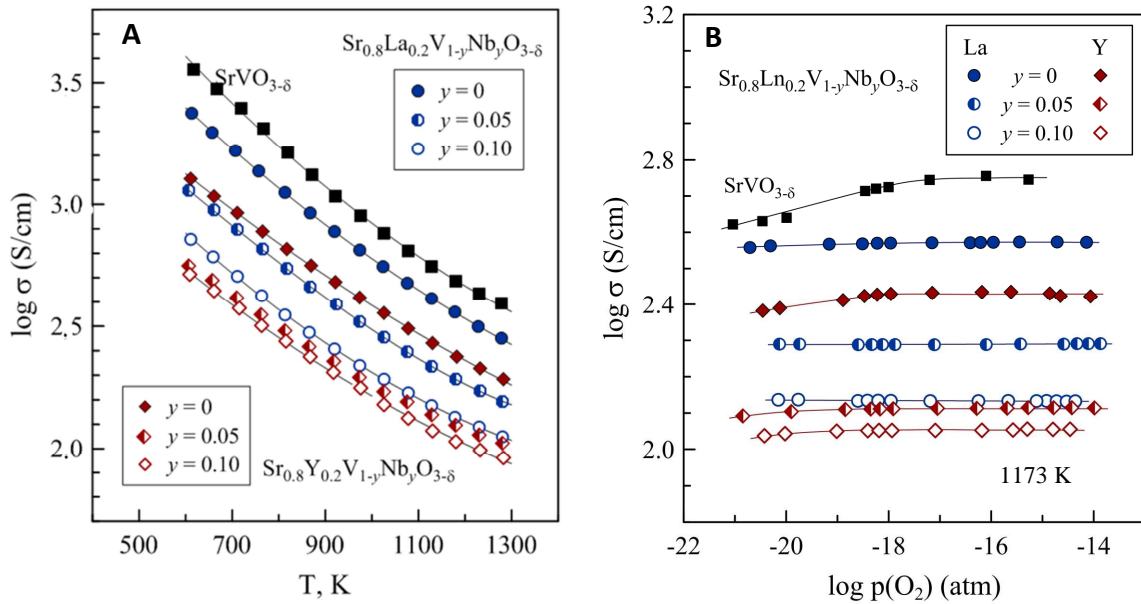 A
Sr₀.₈La₀.₂V₁₋yNbyO₃₋δ
SrVO₃₋δ
y = 0
y = 0.05
y = 0.10
y = 0
y = 0.05
y = 0.10
Sr₀.₈Y₀.₂V₁₋yNbyO₃₋δ
log σ (S/cm)
3.5
3.0
2.5
2.0
500 700 900 1100 1300
T, K
B
La Y
y = 0
y = 0.05
y = 0.10
Sr₀.₈Ln₀.₂V₁₋yNbyO₃₋δ
SrVO₃₋δ
1173 K
log σ (S/cm)
3.2
2.8
2.4
2.0
-22 -20 -18 -16 -14
log p(O₂) (atm)